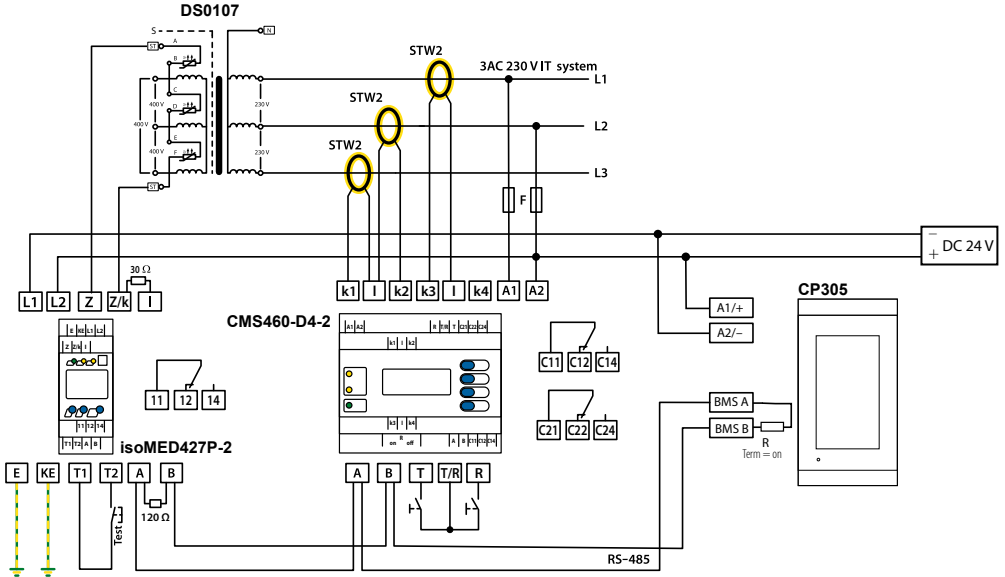 DS0107
S
ST
A
N
B
C
400 V
D
400 V
E
400 V
F
ST
230 V
230 V
STW2
STW2
STW2
3AC 230 V IT system
L1
L2
L3
F
−
+
DC 24 V
30 Ω
L1 L2 Z Z/k I
k1 I k2 k3 I k4 A1 A2
CP305
A1/+
A2/−
CMS460-D4-2
E KE L1 L2
Z Z/k I
11 12 14
T1 T2 A B
A1 A2
R T/R T C21 C22 C24
k1 I k2
k3 I k4
R
on off
A B C11 C12 C14
11 12 14
C11 C12 C14
C21 C22 C24
BMS A
BMS B
R
Term = on
isoMED427P-2
E KE T1 T2 A B
A B T T/R R
120 Ω
Test
RS-485